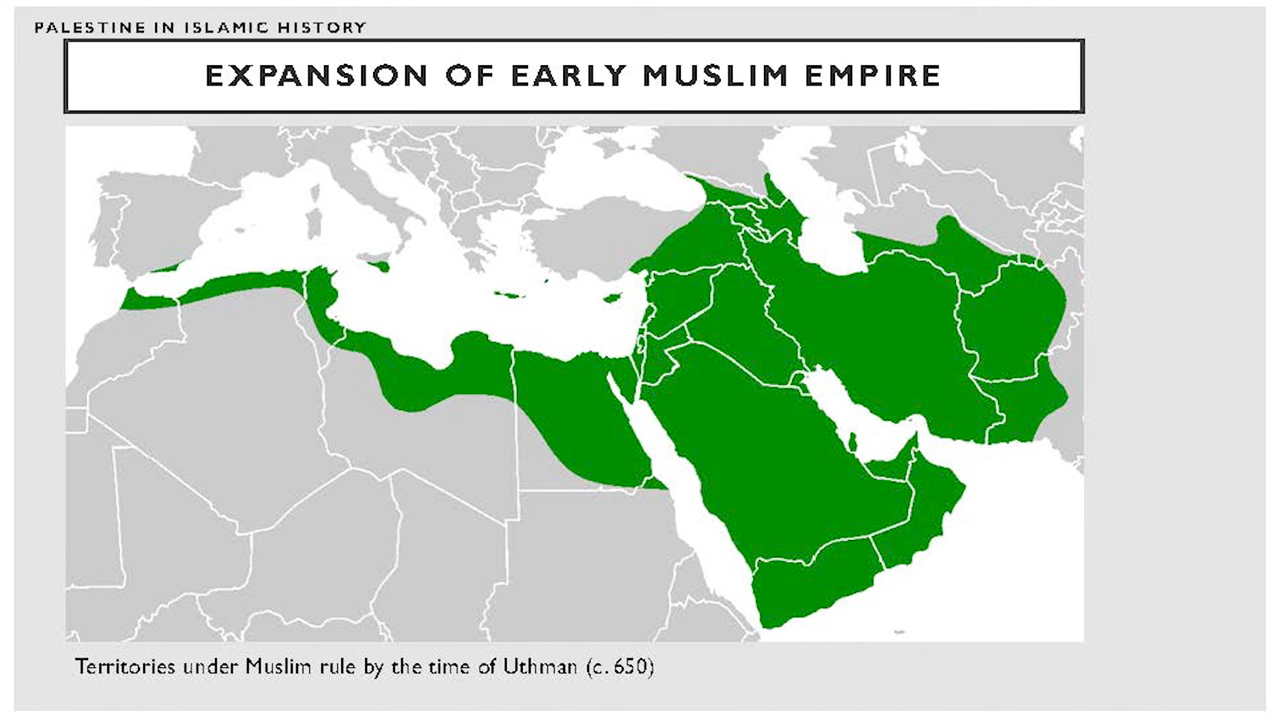 PALESTINE IN ISLAMIC HISTORY
EXPANSION OF EARLY MUSLIM EMPIRE
Territories under Muslim rule by the time of Uthman (c. 650)